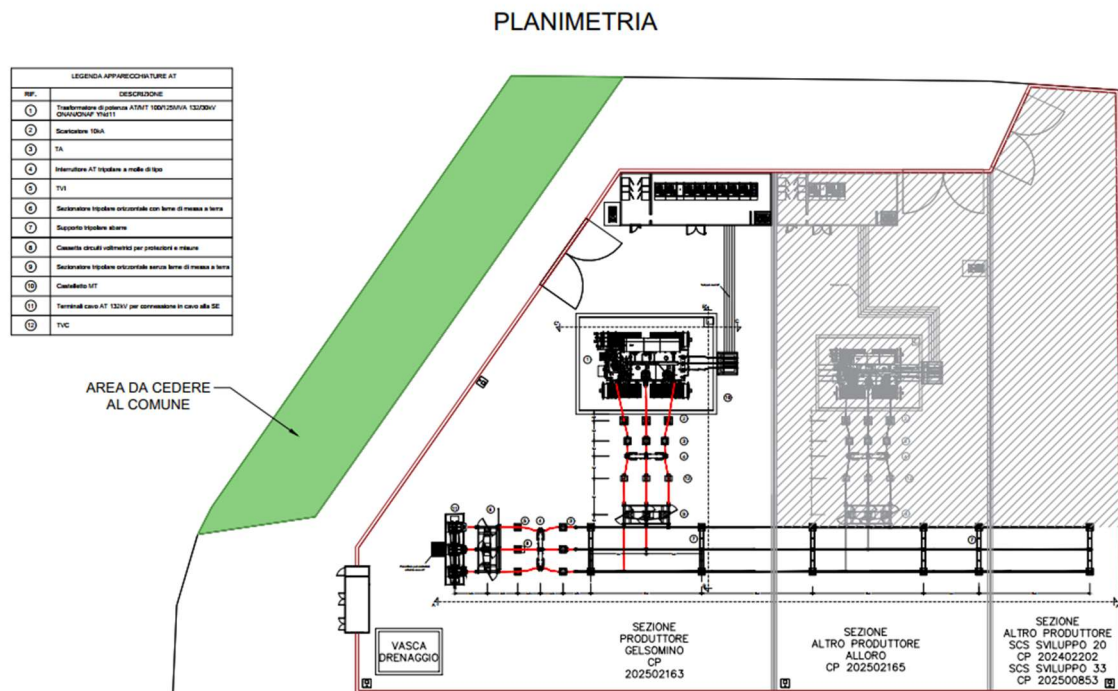 PLANIMETRIA
LEGENDA APPARECCHIATURE AT
RIF. DESCRIZIONE
1 Trasformatore di potenza AT/MT 100/125MVA 132/30kV
ONAN/ONAF YNd11
2 Scaricatore 10kA
3 TA
4 Interruttore AT tripolare a molle di tipo
5 TVI
6 Sezionatore tripolare orizzontale con lame di messa a terra
7 Supporto tripolare sbarre
8 Cassetta circuiti voltmetrici per protezioni e misure
9 Sezionatore tripolare orizzontale senza lame di messa a terra
10 Castelletto MT
11 Terminali cavo AT 132kV per connessione in cavo alla SE
12 TVC
AREA DA CEDERE
AL COMUNE
VASCA
DRENAGGIO
SEZIONE
PRODUTTORE
GELSOMINO
CP
202502163
SEZIONE
ALTRO PRODUTTORE
ALLORO
CP 202502165
SEZIONE
ALTRO PRODUTTORE
SCS SVILUPPO 20
CP 202402202
SCS SVILUPPO 33
CP 202500853